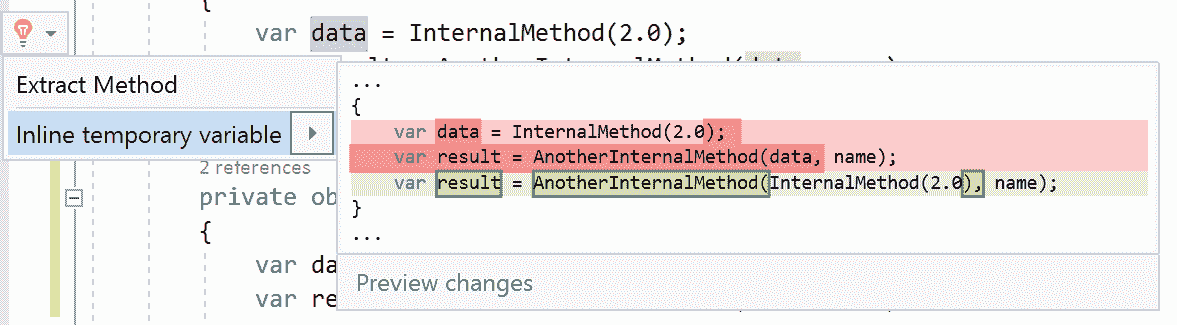 {
var data = InternalMethod(2.0);
Extract Method
Inline temporary variable
...
{
var data = InternalMethod(2.0);
var result = AnotherInternalMethod(data, name);
var result = AnotherInternalMethod(InternalMethod(2.0), name);
}
...
Preview changes
2 references
private ob
{
var da
var re